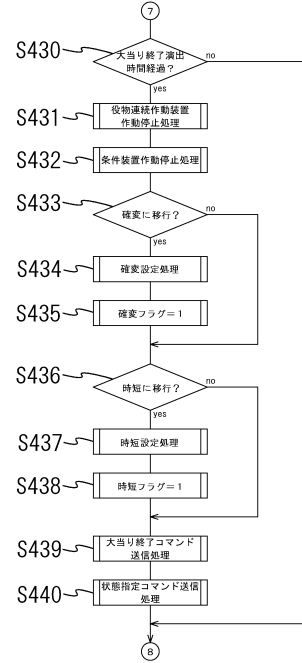 7
S430
大当り終了演出
時間経過?
no
yes
S431
役物連続作動装置
作動停止処理
S432
条件装置作動停止処理
S433
確変に移行?
no
yes
S434
確変設定処理
S435
確変フラグ=1
S436
時短に移行?
no
yes
S437
時短設定処理
S438
時短フラグ=1
S439
大当り終了コマンド
送信処理
S440
状態指定コマンド送信
処理
8